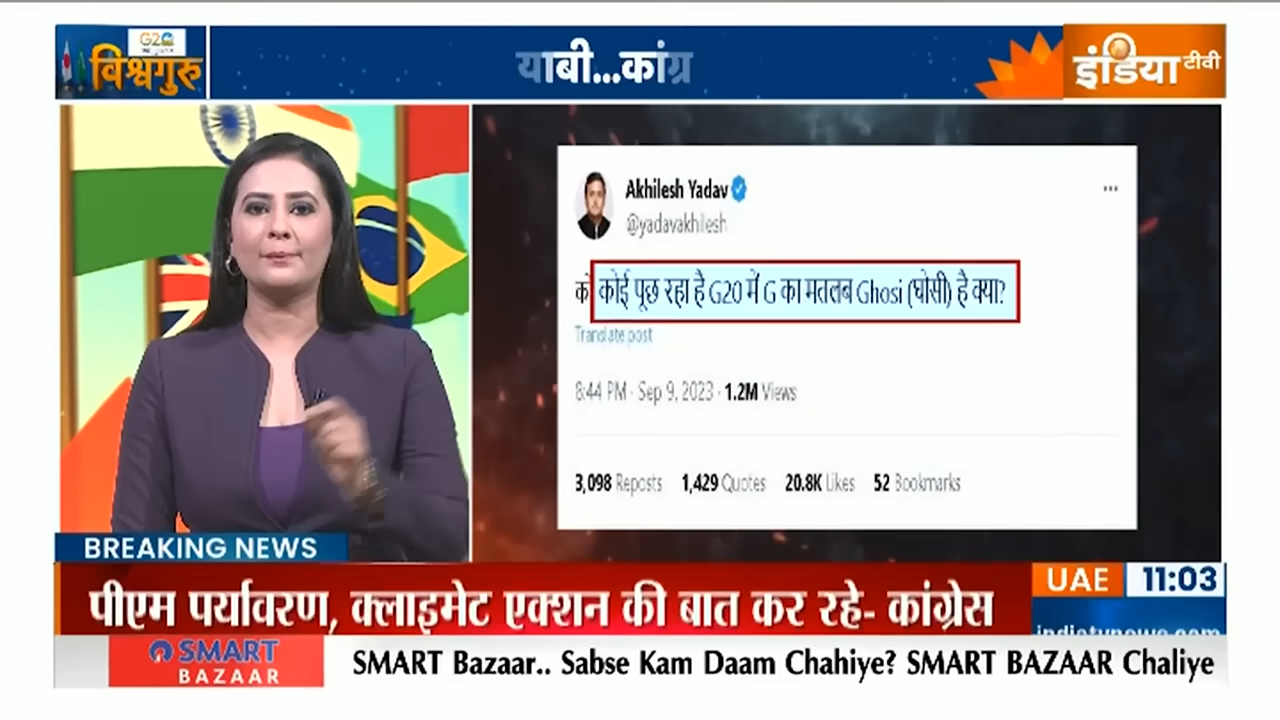 G20
विश्वगुरु
याबी...कांग्र
इंडिया टीवी
Akhilesh Yadav
@yadavakhilesh
को
कोई पूछ रहा है G20 में G का मतलब Ghosi (घोसी) है क्या?
Translate post
8:44 PM · Sep 9, 2023 · 1.2M Views
3,098 Reposts 1,429 Quotes 20.8K Likes 52 Bookmarks
BREAKING NEWS
पीएम पर्यावरण, क्लाइमेट एक्शन की बात कर रहे- कांग्रेस
UAE 11:03
indiatvnews.com
SMART
BAZAAR
SMART Bazaar.. Sabse Kam Daam Chahiye? SMART BAZAAR Chaliye